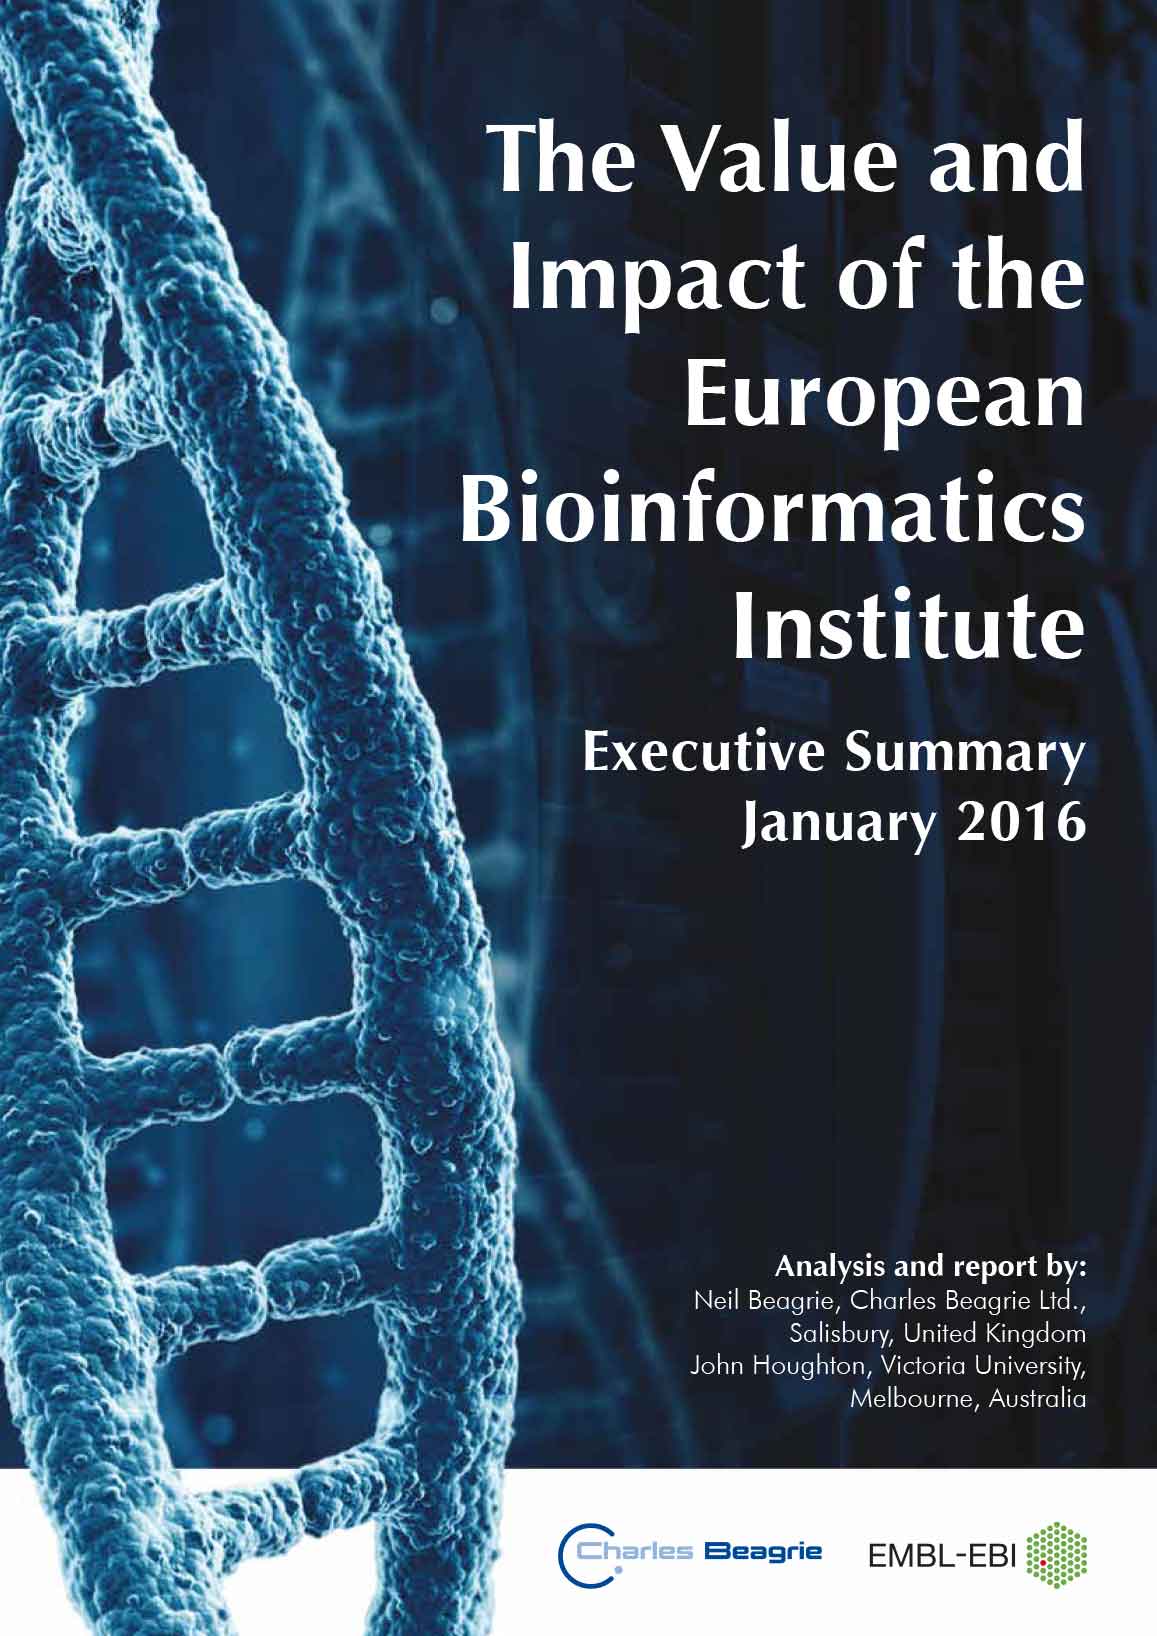 The Value and
Impact of the
European
Bioinformatics
Institute
Executive Summary
January 2016
Analysis and report by:
Neil Beagrie, Charles Beagrie Ltd.,
Salisbury, United Kingdom
John Houghton, Victoria University,
Melbourne, Australia
Charles Beagrie
EMBL-EBI